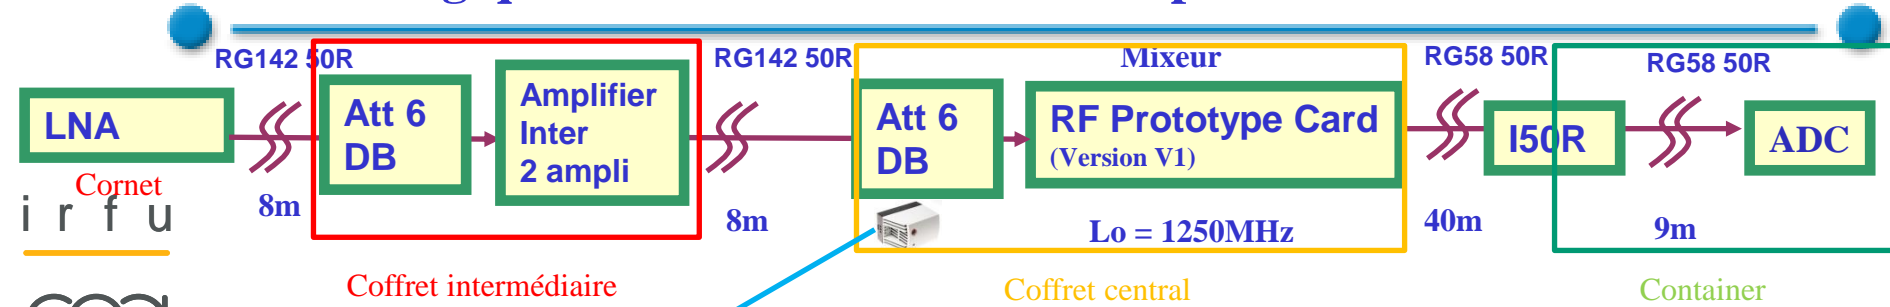 RG142 50R
RG142 50R
Mixeur
RG58 50R
RG58 50R
LNA
Att 6
DB
Amplifier
Inter
2 ampli
Att 6
DB
RF Prototype Card
(Version V1)
I50R
ADC
Cornet
irfu
8m
8m
Lo = 1250MHz
40m
9m
Coffret intermédiaire
Coffret central
Container